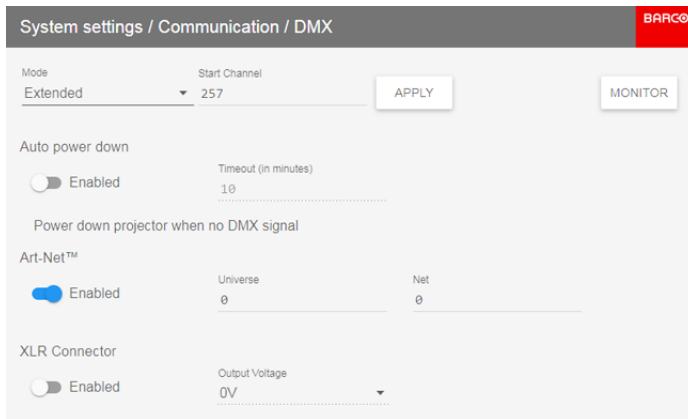 System settings / Communication / DMX
BARCO
Mode
Start Channel
Extended
257
APPLY
MONITOR
Auto power down
Timeout (in minutes)
Enabled
10
Power down projector when no DMX signal
Art-Net™
Universe
Net
Enabled
0
0
XLR Connector
Output Voltage
Enabled
0V